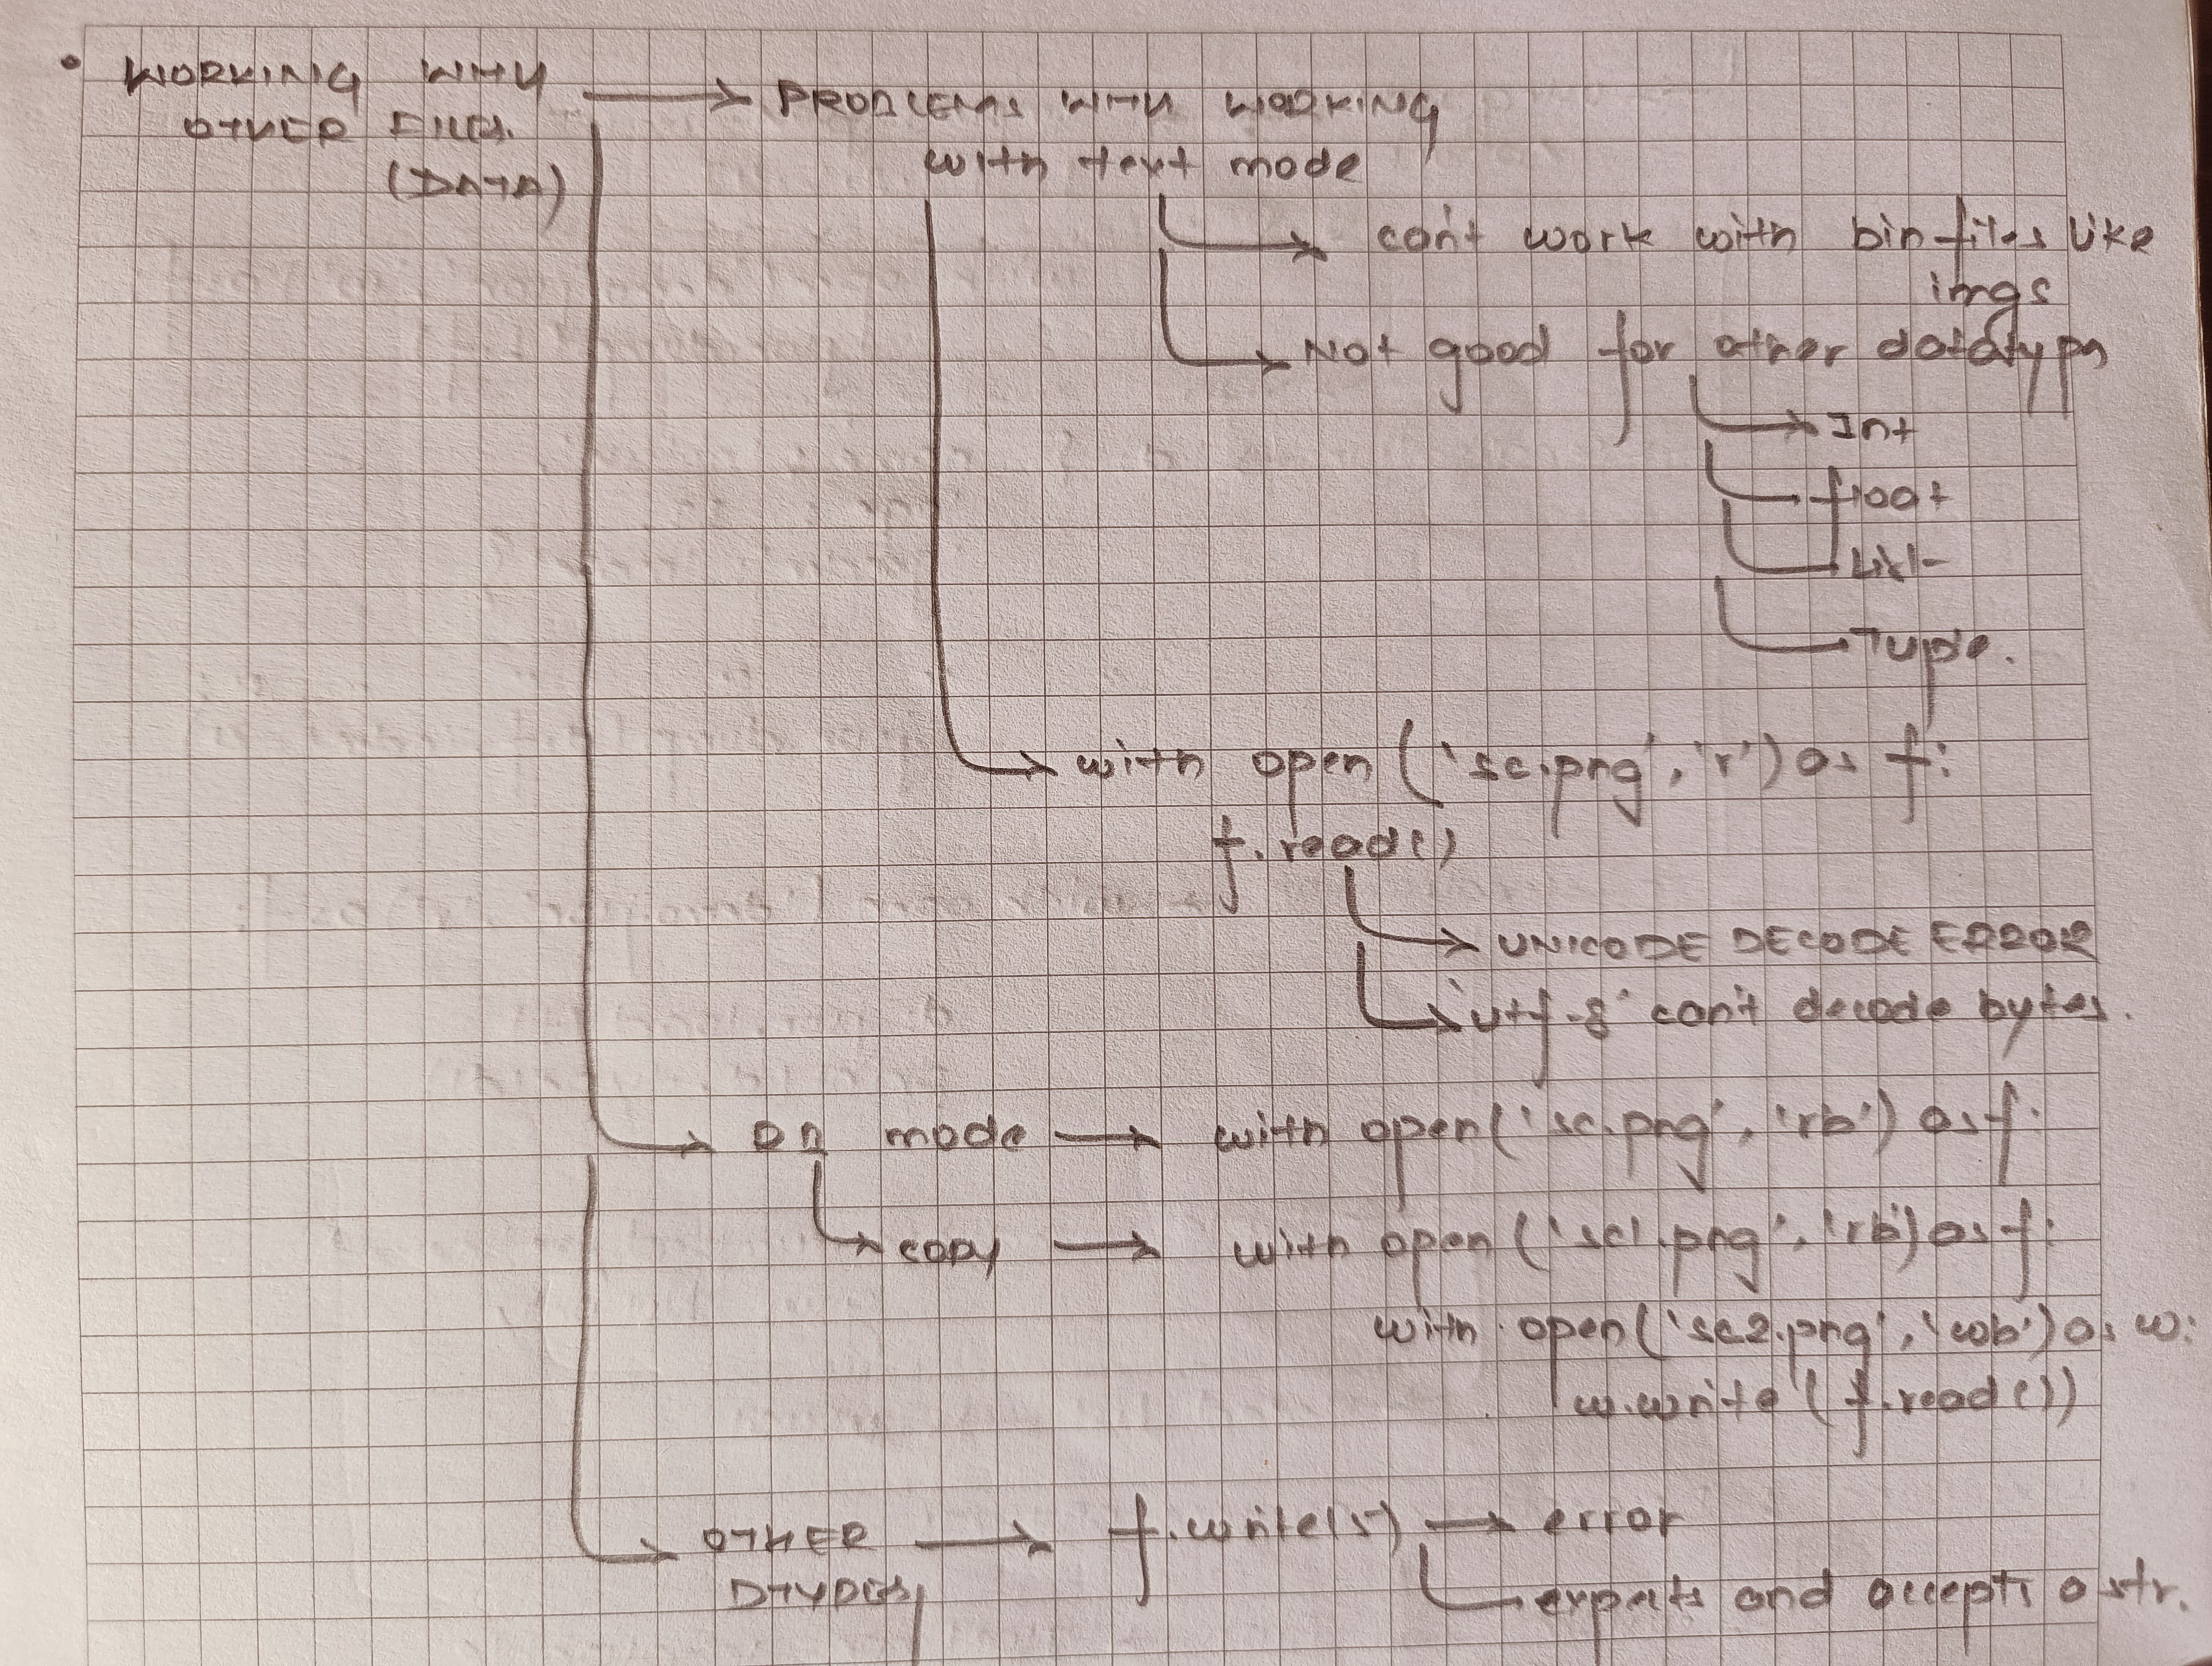 • WORKING WITH
OTHER FILES.
(DATA)
→ PROBLEMS WITH WORKING
with text mode
→ can't work with bin files like
imgs
→ Not good for other datatypes
→ Int
float
List
Tuple.
→ with open ('sc.png', 'r') as f:
f.read()
→ UNICODE DECODE ERROR
→ 'utf-8' can't decode bytes.
→ mode → with open('sc.png', 'rb') as f:
→ copy → with open ('sc1.png', 'rb') as f:
with open('sc2.png', 'wb') as w:
w.write (f.read())
→ OTHER → f.write(5) → error
DTYPES
expects and accepts a str.